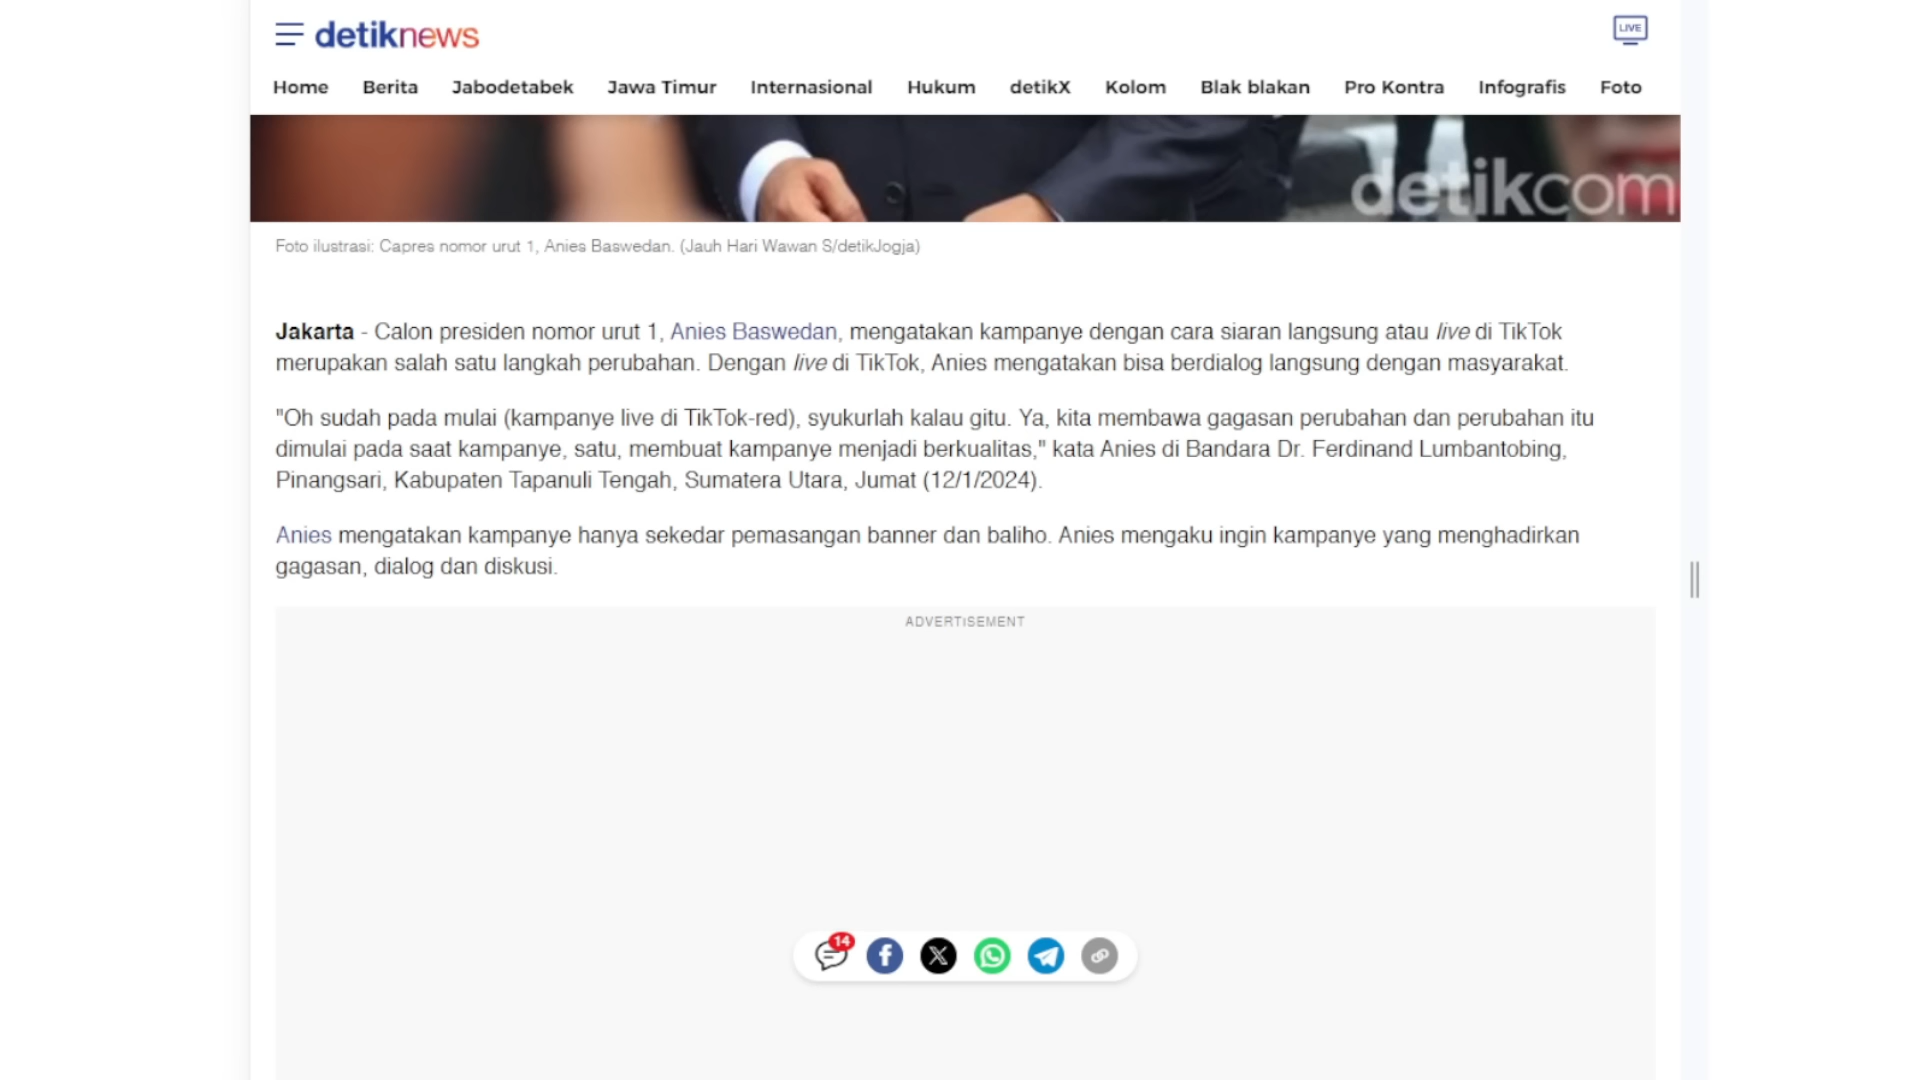 detiknews
LIVE
Home Berita Jabodetabek Jawa Timur Internasional Hukum detikX Kolom Blak blakan Pro Kontra Infografis Foto
detikcom
Foto ilustrasi: Capres nomor urut 1, Anies Baswedan. (Jauh Hari Wawan S/detikJogja)
Jakarta - Calon presiden nomor urut 1, Anies Baswedan, mengatakan kampanye dengan cara siaran langsung atau live di TikTok
merupakan salah satu langkah perubahan. Dengan live di TikTok, Anies mengatakan bisa berdialog langsung dengan masyarakat.
"Oh sudah pada mulai (kampanye live di TikTok-red), syukurlah kalau gitu. Ya, kita membawa gagasan perubahan dan perubahan itu
dimulai pada saat kampanye, satu, membuat kampanye menjadi berkualitas," kata Anies di Bandara Dr. Ferdinand Lumbantobing,
Pinangsari, Kabupaten Tapanuli Tengah, Sumatera Utara, Jumat (12/1/2024).
Anies mengatakan kampanye hanya sekedar pemasangan banner dan baliho. Anies mengaku ingin kampanye yang menghadirkan
gagasan, dialog dan diskusi.
ADVERTISEMENT
14